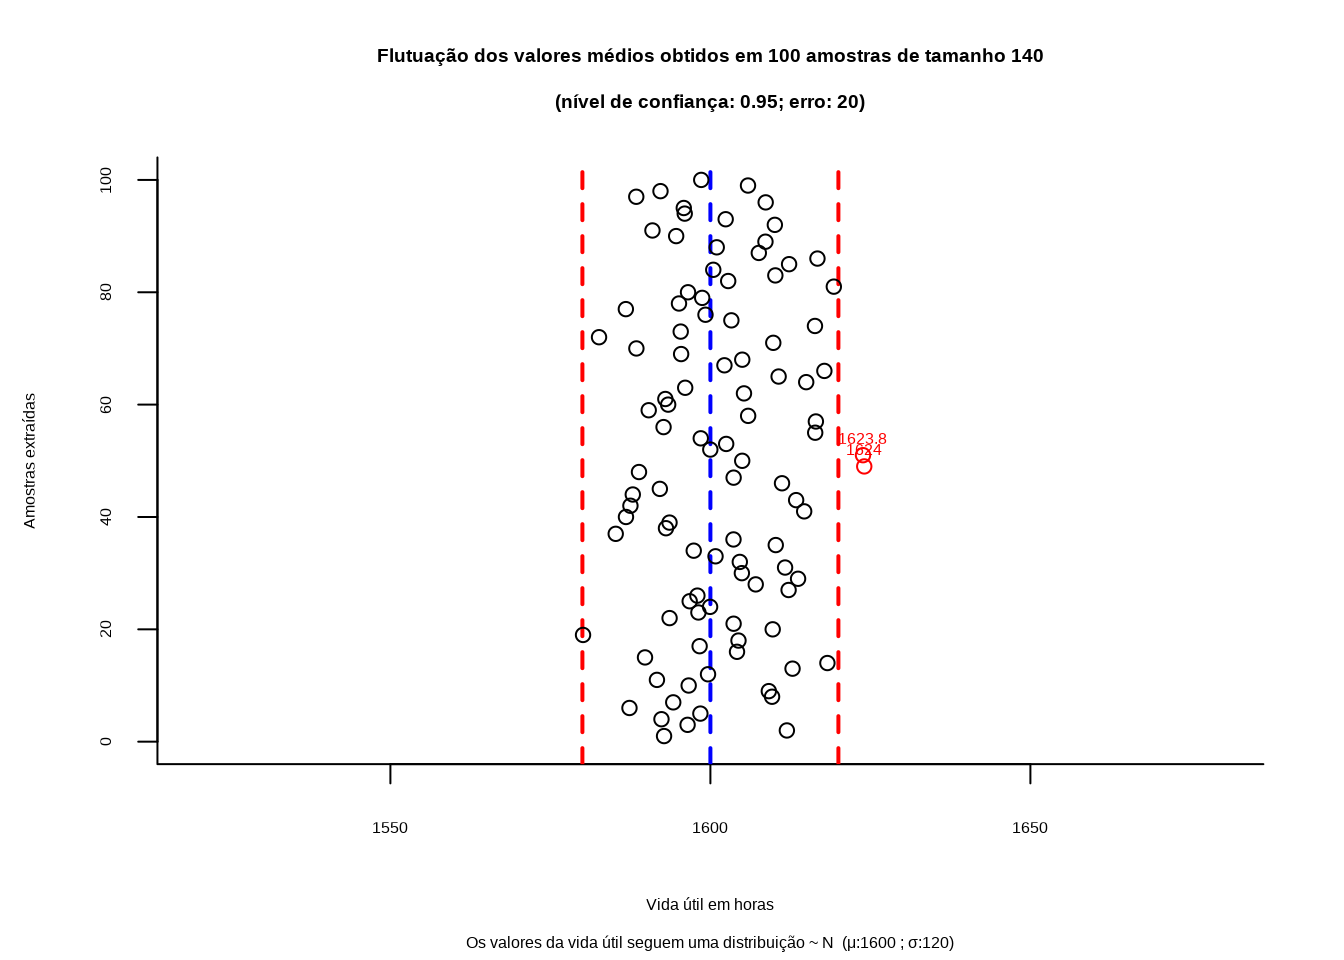 Flutuação dos valores médios obtidos em 100 amostras de tamanho 140
(nível de confiança: 0.95; erro: 20)
Amostras extraídas
100
80
60
40
20
0
1623.8
1624
1550
1600
1650
Vida útil em horas
Os valores da vida útil seguem uma distribuição ~ N (μ:1600 ; σ:120)